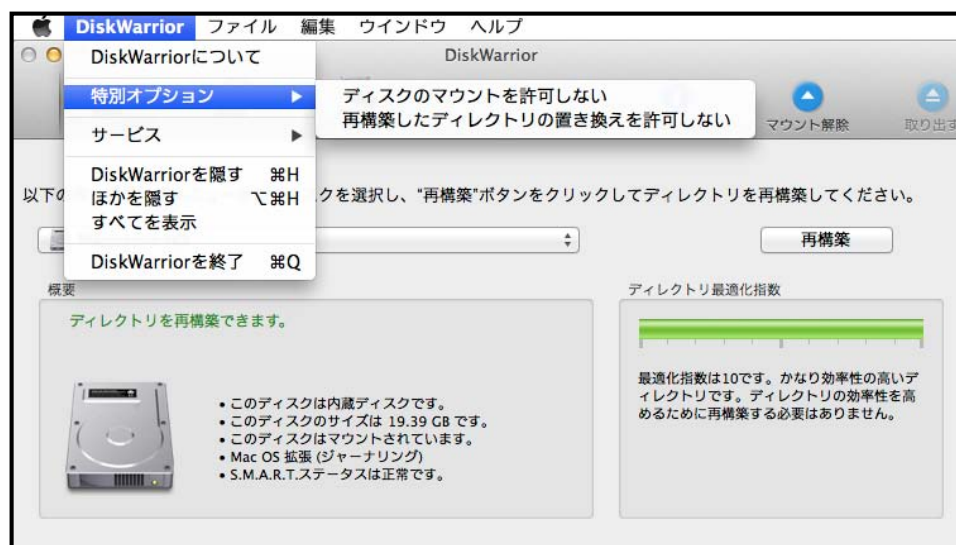 DiskWarrior ファイル 編集 ウインドウ ヘルプ
DiskWarrior
DiskWarriorについて
特別オプション ▶
ディスクのマウントを許可しない
再構築したディレクトリの置き換えを許可しない
サービス ▶
マウント解除 取り出す
DiskWarriorを隠す ⌘H
ほかを隠す ⌥⌘H
すべてを表示
DiskWarriorを終了 ⌘Q
以下の
クを選択し、"再構築"ボタンをクリックしてディレクトリを再構築してください。
再構築
概要
ディレクトリを再構築できます。
• このディスクは内蔵ディスクです。
• このディスクのサイズは 19.39 GB です。
• このディスクはマウントされています。
• Mac OS 拡張 (ジャーナリング)
• S.M.A.R.T.ステータスは正常です。
ディレクトリ最適化指数
最適化指数は10です。かなり効率性の高いデ
ィレクトリです。ディレクトリの効率性を高
めるために再構築する必要はありません。